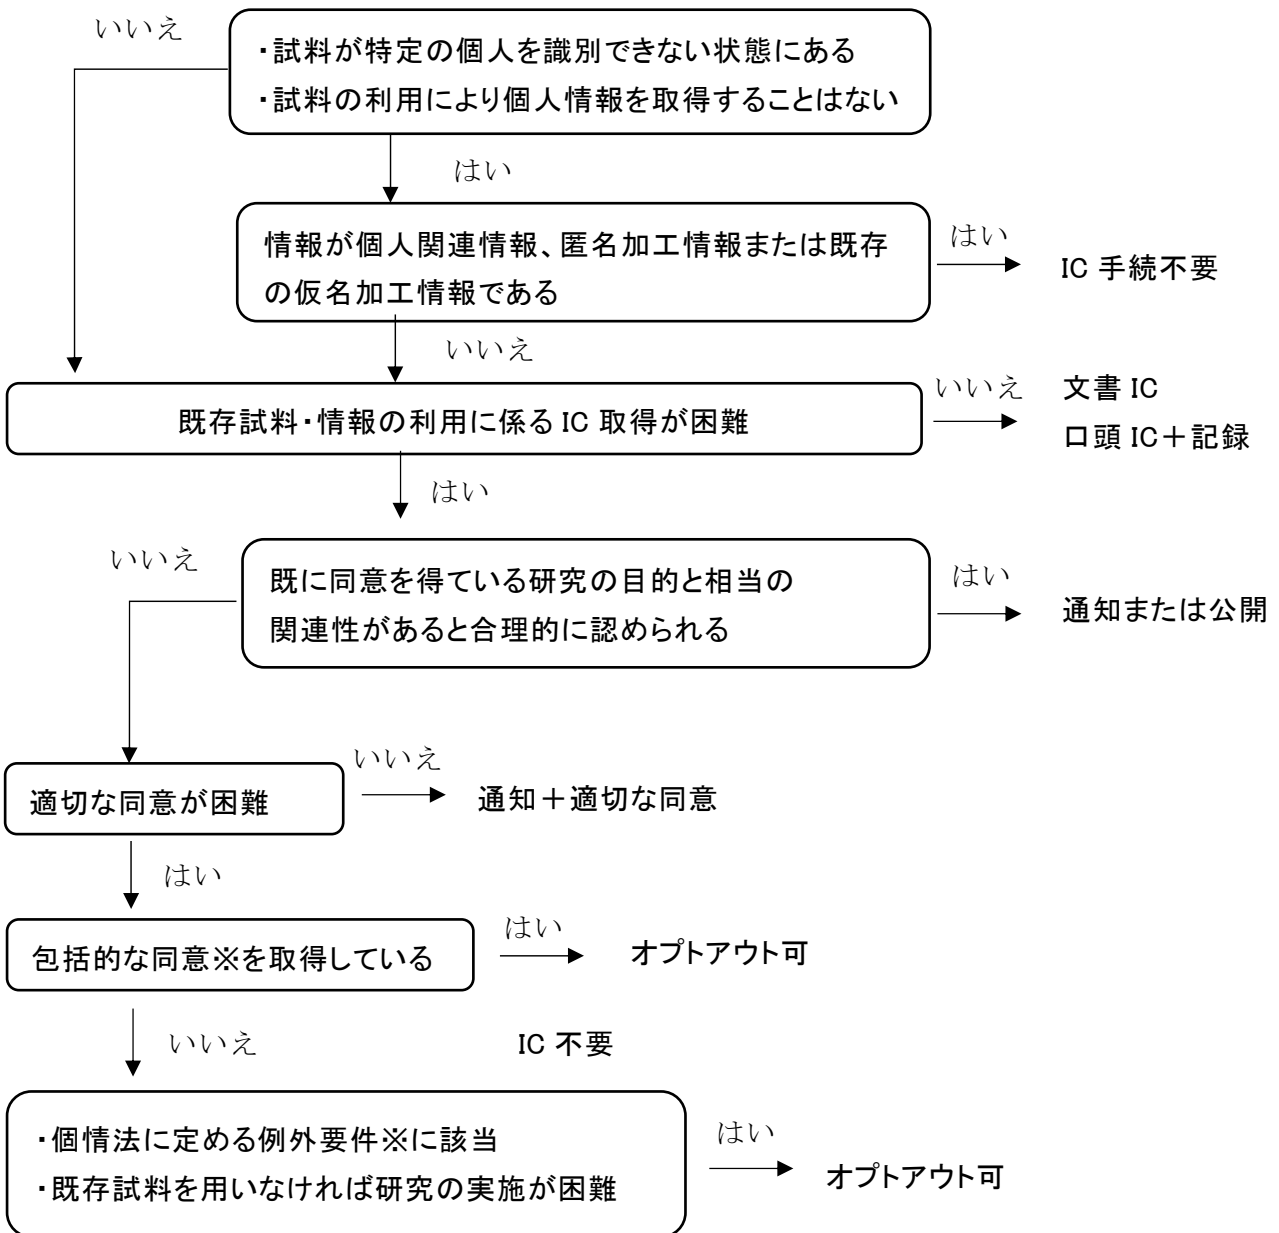 いいえ
・試料が特定の個人を識別できない状態にある
・試料の利用により個人情報を取得することはない
はい
情報が個人関連情報、匿名加工情報または既存
の仮名加工情報である
はい
IC 手続不要
いいえ
既存試料・情報の利用に係る IC 取得が困難
いいえ
文書 IC
口頭 IC＋記録
はい
いいえ
既に同意を得ている研究の目的と相当の
関連性があると合理的に認められる
はい
通知または公開
適切な同意が困難
いいえ
通知＋適切な同意
はい
包括的な同意※を取得している
はい
オプトアウト可
いいえ
IC 不要
・個情法に定める例外要件※に該当
・既存試料を用いなければ研究の実施が困難
はい
オプトアウト可